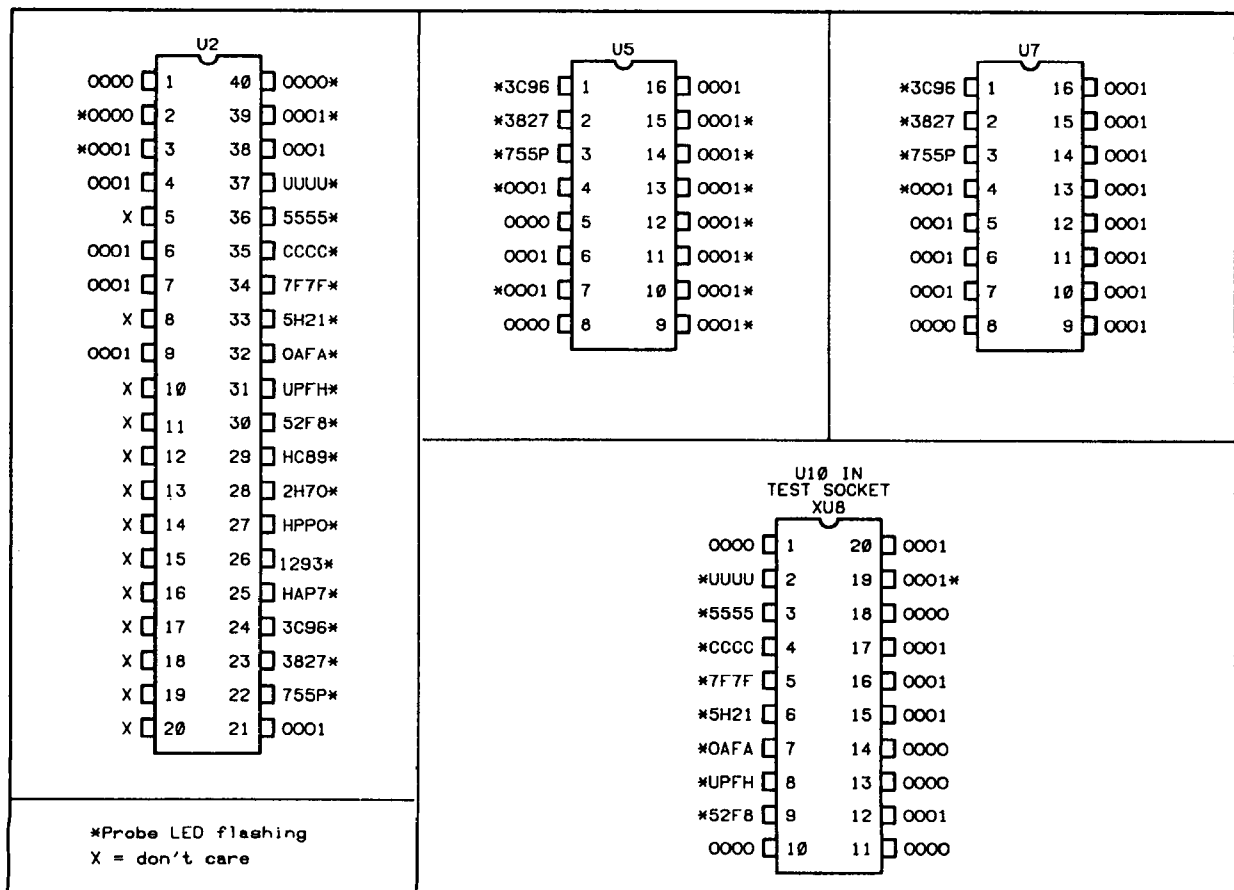 U2
0000 1 40 0000*
*0000 2 39 0001*
*0001 3 38 0001
0001 4 37 UUUU*
X 5 36 5555*
0001 6 35 CCCC*
0001 7 34 7F7F*
X 8 33 5H21*
0001 9 32 0AFA*
X 10 31 UPFH*
X 11 30 52F8*
X 12 29 HC89*
X 13 28 2H70*
X 14 27 HPP0*
X 15 26 1293*
X 16 25 HAP7*
X 17 24 3C96*
X 18 23 3827*
X 19 22 755P*
X 20 21 0001
*Probe LED flashing
X = don't care
U5
*3C96 1 16 0001
*3827 2 15 0001*
*755P 3 14 0001*
*0001 4 13 0001*
0000 5 12 0001*
0001 6 11 0001*
*0001 7 10 0001*
0000 8 9 0001*
U7
*3C96 1 16 0001
*3827 2 15 0001
*755P 3 14 0001
*0001 4 13 0001
0001 5 12 0001
0001 6 11 0001
0001 7 10 0001
0000 8 9 0001
U10 IN
TEST SOCKET
XU8
0000 1 20 0001
*UUUU 2 19 0001*
*5555 3 18 0000
*CCCC 4 17 0001
*7F7F 5 16 0001
*5H21 6 15 0001
*0AFA 7 14 0000
*UPFH 8 13 0000
*52F8 9 12 0001
0000 10 11 0000